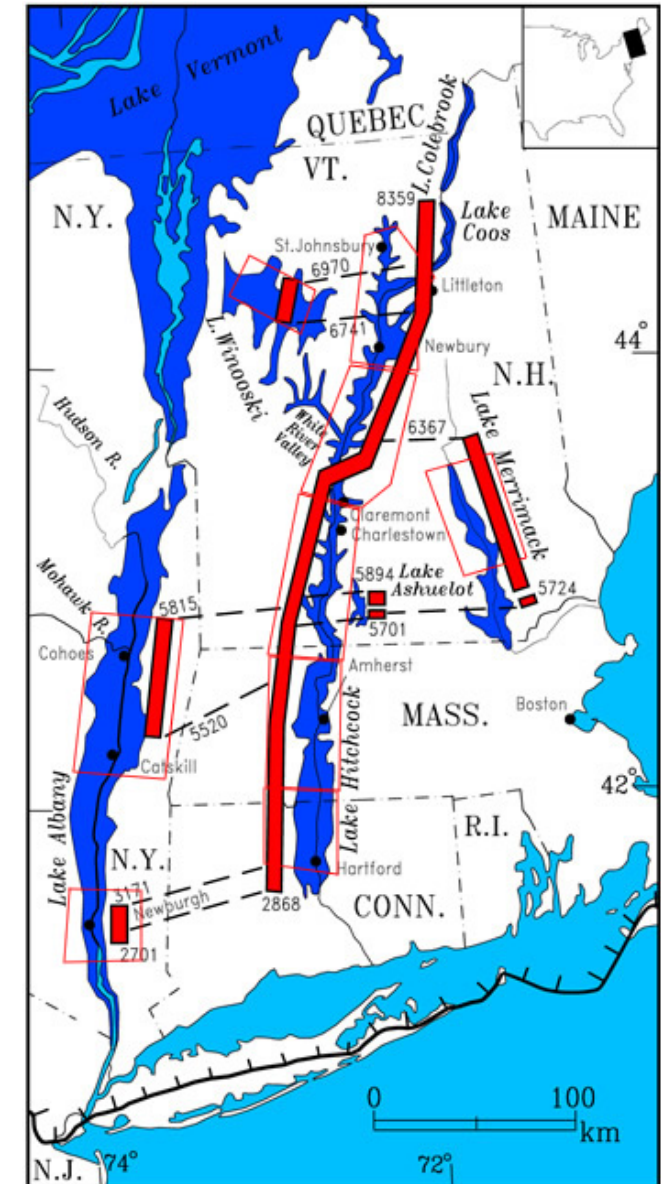 Lake Vermont
QUEBEC
VT.
L. Colebrook
N.Y.
8359
Lake
Coos
MAINE
St.Johnsbury
6970
Littleton
L. Winooski
6741
Newbury
44°
N.H.
Hudson R.
White
River
Valley
6367
Lake Merrimack
Claremont
Charlestown
Mohawk R.
5894
Lake
Ashuelot
5815
5701
5724
Cohoes
Amherst
MASS.
Boston
5520
Catskill
Lake Hitchcock
42°
Lake Albany
R.I.
N.Y.
3171
Newburgh
Hartford
2868
CONN.
2701
0 100
km
N.J.
74°
72°